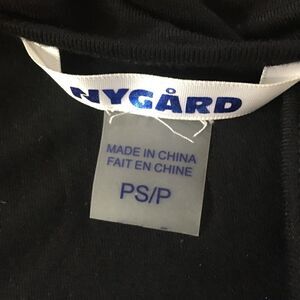 NYGÅRD
MADE IN CHINA
FAIT EN CHINE
PS/P